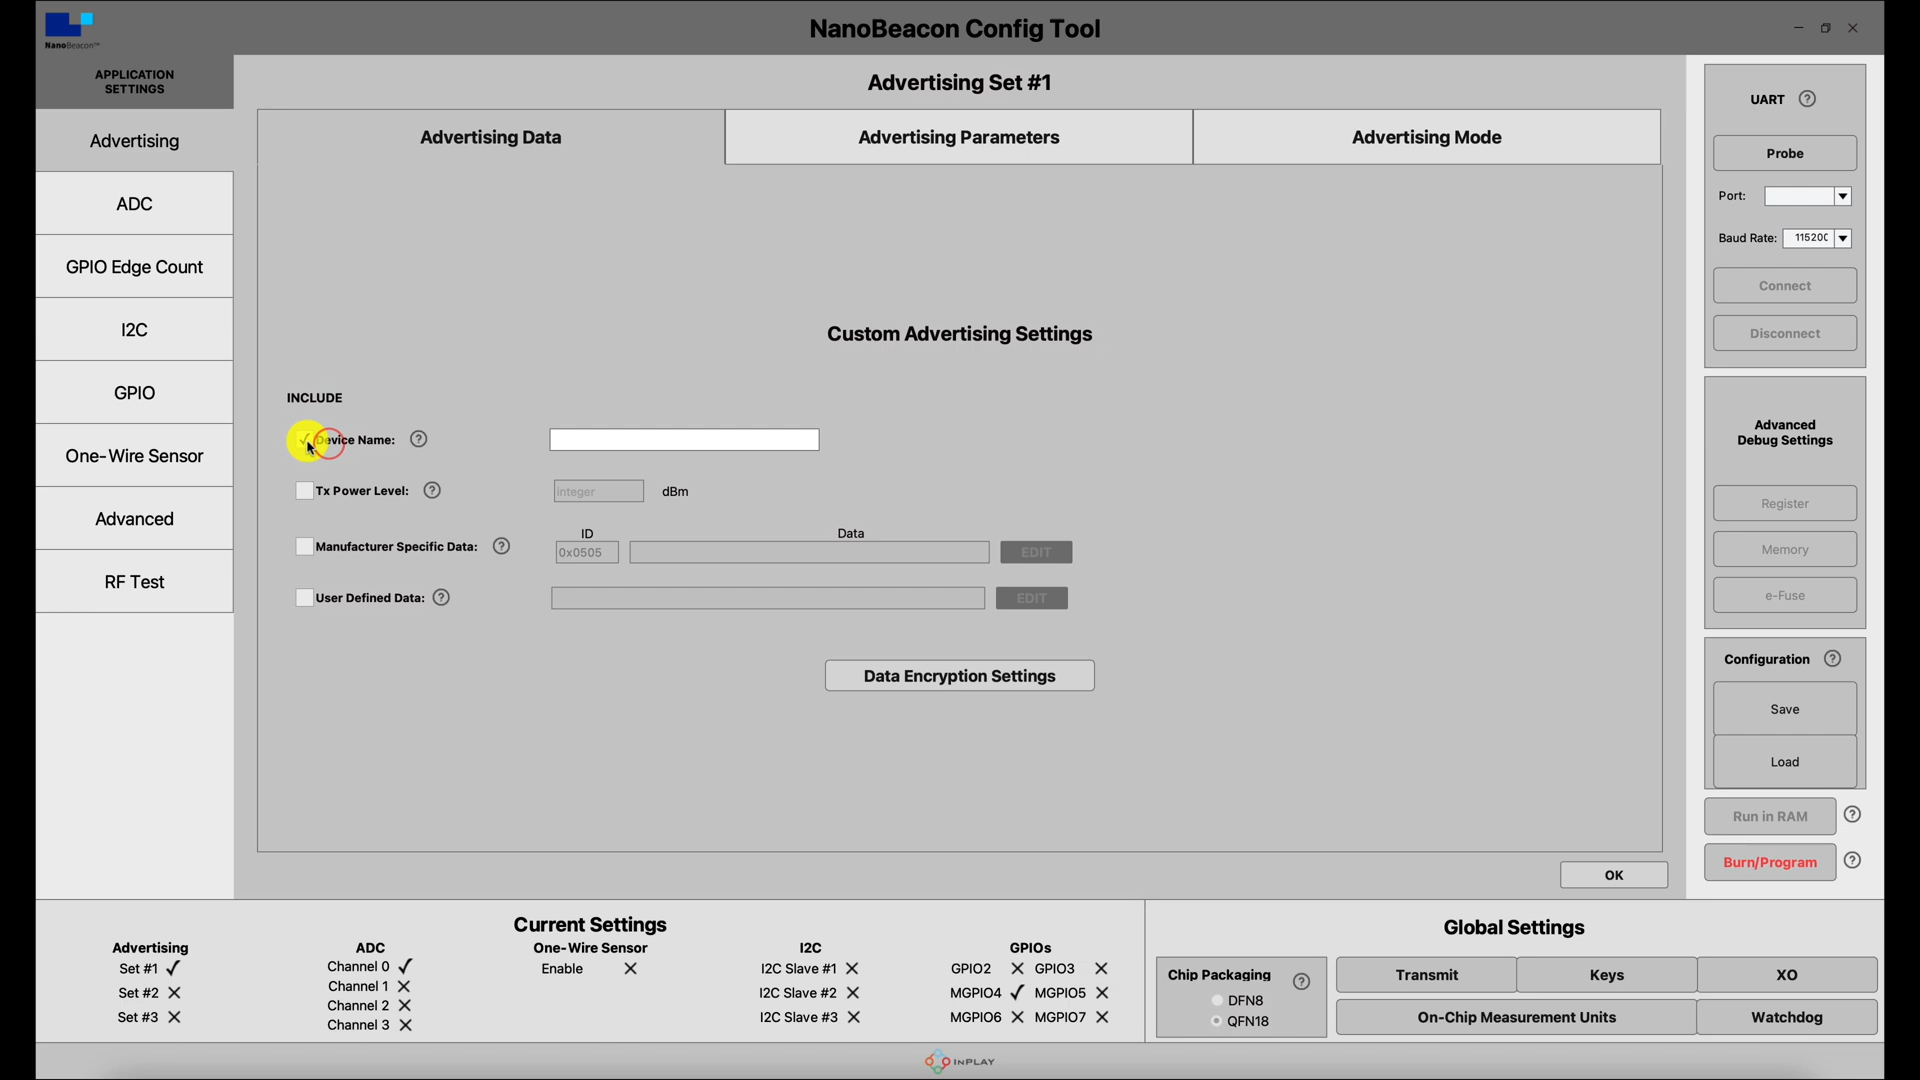 NanoBeacon Config Tool
NanoBeacon™
APPLICATION
SETTINGS
Advertising
ADC
GPIO Edge Count
I2C
GPIO
One-Wire Sensor
Advanced
RF Test
Advertising Set #1
Advertising Data
Advertising Parameters
Advertising Mode
Custom Advertising Settings
INCLUDE
Device Name: ?
Tx Power Level: ? integer dBm
ID Data
Manufacturer Specific Data: ? 0x0505 EDIT
User Defined Data: ? EDIT
Data Encryption Settings
OK
UART ?
Probe
Port:
Baud Rate: 11520
Connect
Disconnect
Advanced
Debug Settings
Register
Memory
e-Fuse
Configuration ?
Save
Load
Run in RAM ?
Burn/Program ?
Current Settings
Advertising
Set #1
Set #2
Set #3
ADC
Channel 0
Channel 1
Channel 2
Channel 3
One-Wire Sensor
Enable
I2C
I2C Slave #1
I2C Slave #2
I2C Slave #3
GPIOs
GPIO2 GPIO3
MGPIO4 MGPIO5
MGPIO6 MGPIO7
Global Settings
Chip Packaging ?
DFN8
QFN18
Transmit
Keys
XO
On-Chip Measurement Units
Watchdog
INPLAY